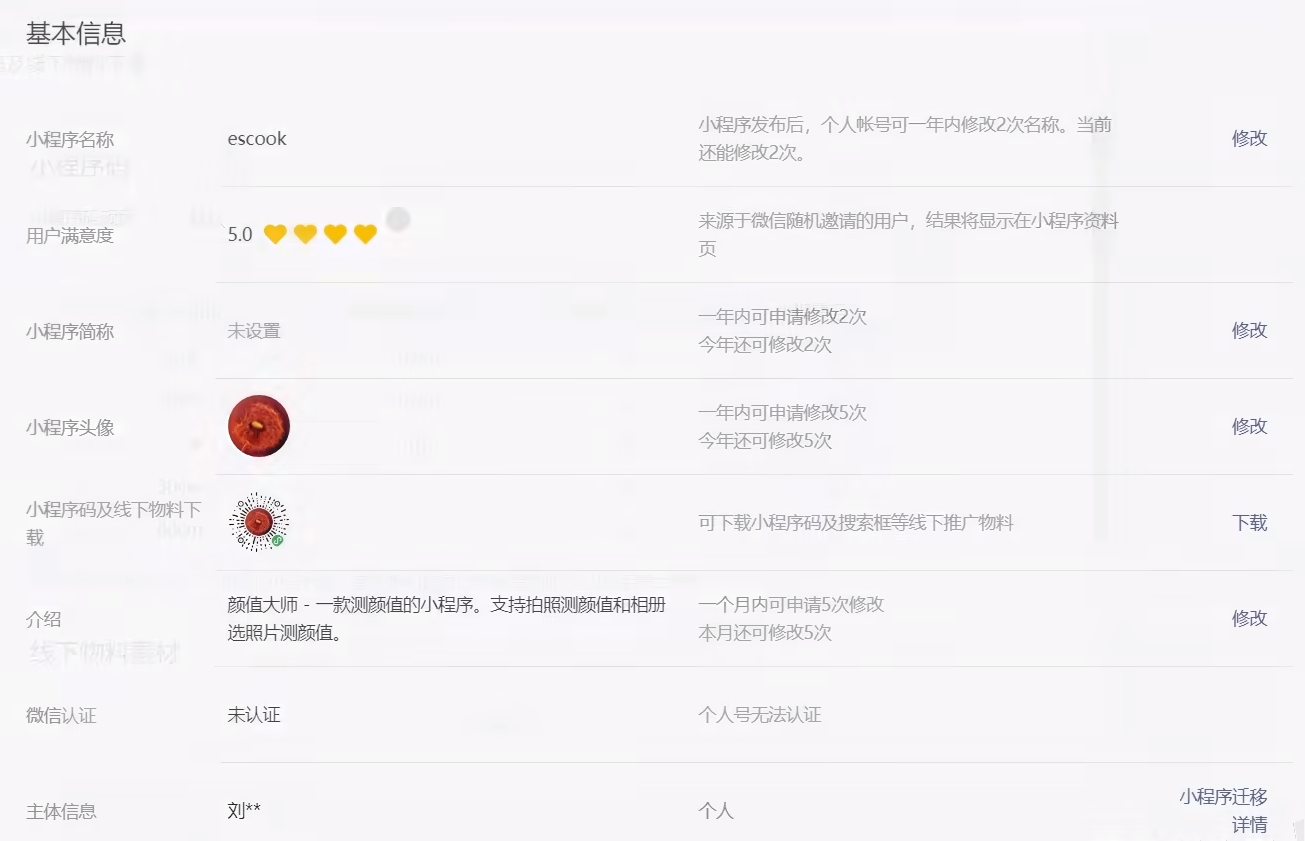 基本信息
小程序名称
escook
小程序发布后，个人帐号可一年内修改2次名称。当前
还能修改2次。
修改
用户满意度
5.0
来源于微信随机邀请的用户，结果将显示在小程序资料
页
小程序简称
未设置
一年内可申请修改2次
今年还可修改2次
修改
小程序头像
一年内可申请修改5次
今年还可修改5次
修改
小程序码及线下物料下
载
可下载小程序码及搜索框等线下推广物料
下载
介绍
颜值大师 - 一款测颜值的小程序。支持拍照测颜值和相册
选照片测颜值。
一个月内可申请5次修改
本月还可修改5次
修改
线下物料素材
微信认证
未认证
个人号无法认证
主体信息
刘**
个人
小程序迁移
详情
小程序码